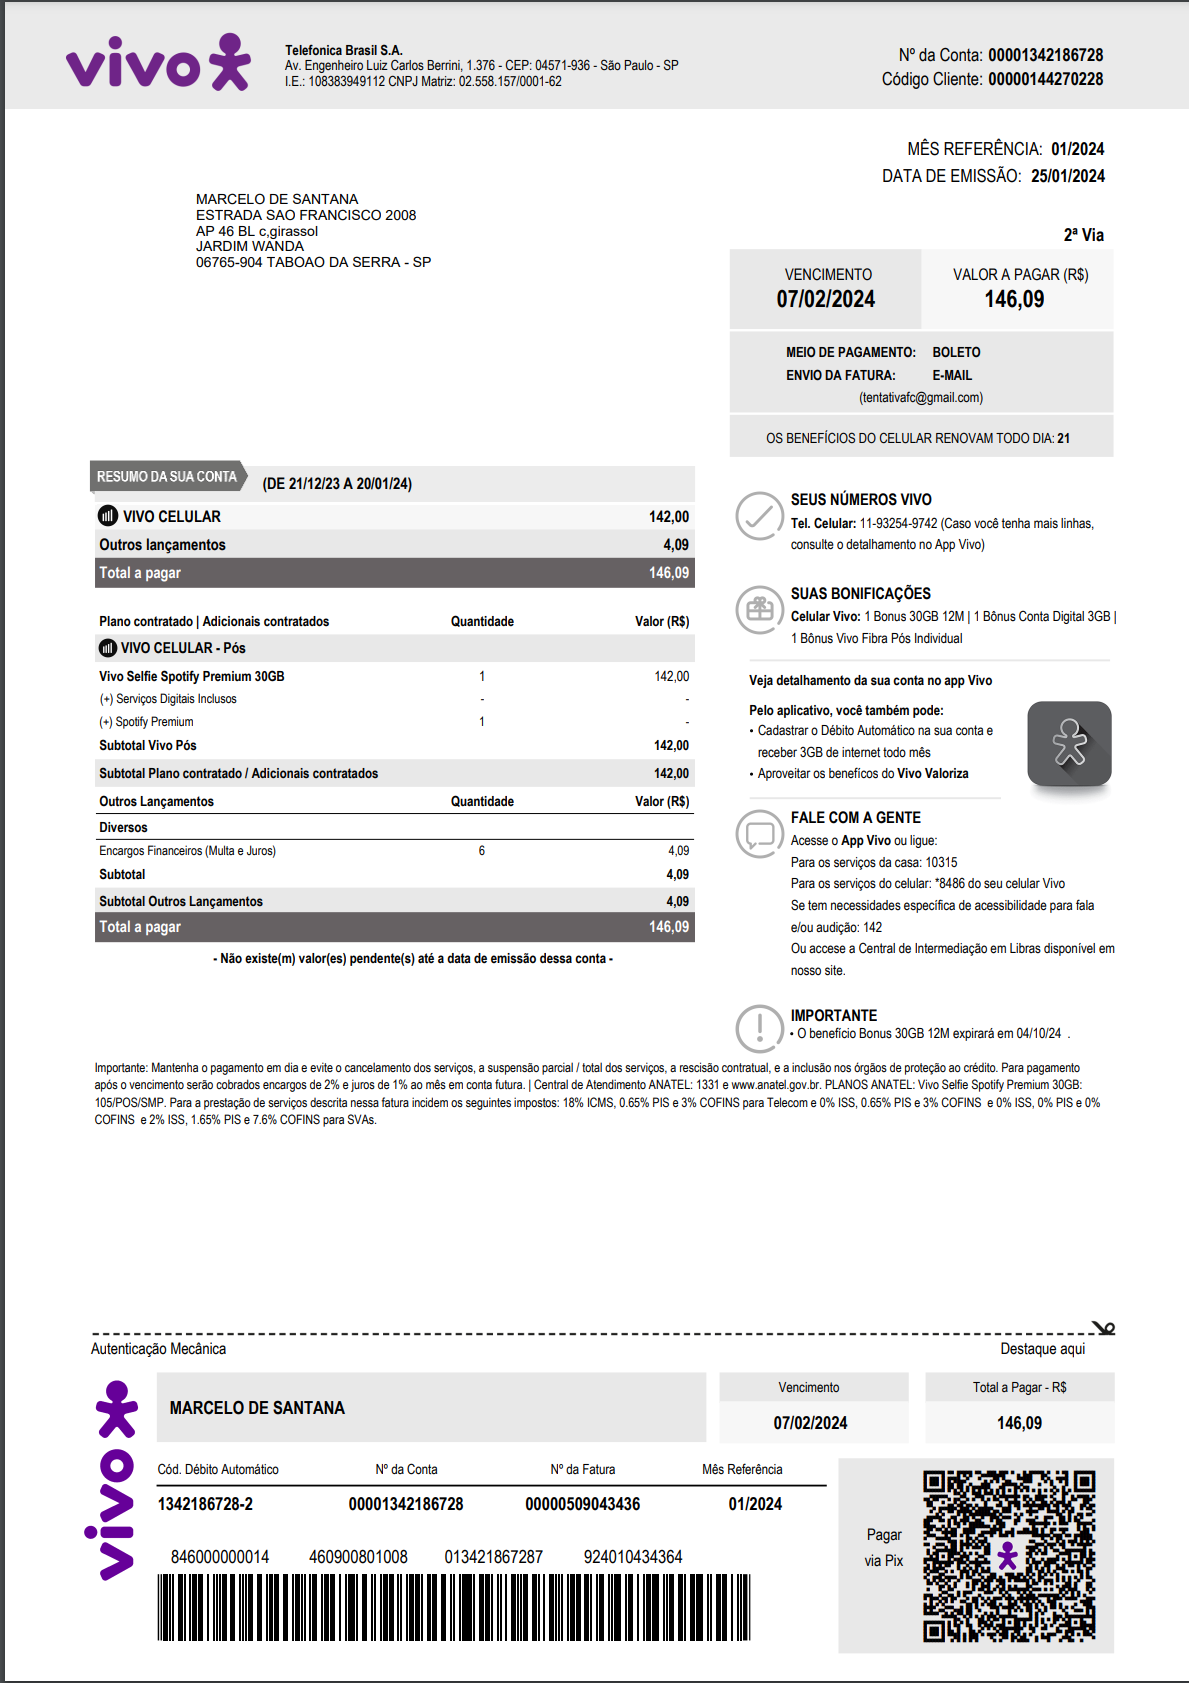 vivo
Telefonica Brasil S.A.
Av. Engenheiro Luiz Carlos Berrini, 1.376 - CEP: 04571-936 - São Paulo - SP
I.E.: 108383949112 CNPJ Matriz: 02.558.157/0001-62
Nº da Conta: 00001342186728
Código Cliente: 00000144270228
MÊS REFERÊNCIA: 01/2024
DATA DE EMISSÃO: 25/01/2024
MARCELO DE SANTANA
ESTRADA SAO FRANCISCO 2008
AP 46 BL c,girassol
JARDIM WANDA
06765-904 TABOAO DA SERRA - SP
2ª Via
VENCIMENTO
07/02/2024
VALOR A PAGAR (R$)
146,09
MEIO DE PAGAMENTO: BOLETO
ENVIO DA FATURA: E-MAIL
(tentativafc@gmail.com)
OS BENEFÍCIOS DO CELULAR RENOVAM TODO DIA: 21
RESUMO DA SUA CONTA (DE 21/12/23 A 20/01/24)
VIVO CELULAR 142,00
Outros lançamentos 4,09
Total a pagar 146,09
Plano contratado | Adicionais contratados Quantidade Valor (R$)
VIVO CELULAR - Pós
Vivo Selfie Spotify Premium 30GB 1 142,00
(+) Serviços Digitais Inclusos - -
(+) Spotify Premium 1 -
Subtotal Vivo Pós 142,00
Subtotal Plano contratado / Adicionais contratados 142,00
Outros Lançamentos Quantidade Valor (R$)
Diversos
Encargos Financeiros (Multa e Juros) 6 4,09
Subtotal 4,09
Subtotal Outros Lançamentos 4,09
Total a pagar 146,09
- Não existe(m) valor(es) pendente(s) até a data de emissão dessa conta -
SEUS NÚMEROS VIVO
Tel. Celular: 11-93254-9742 (Caso você tenha mais linhas,
consulte o detalhamento no App Vivo)
SUAS BONIFICAÇÕES
Celular Vivo: 1 Bonus 30GB 12M | 1 Bônus Conta Digital 3GB |
1 Bônus Vivo Fibra Pós Individual
Veja detalhamento da sua conta no app Vivo
Pelo aplicativo, você também pode:
• Cadastrar o Débito Automático na sua conta e
receber 3GB de internet todo mês
• Aproveitar os benefícos do Vivo Valoriza
FALE COM A GENTE
Acesse o App Vivo ou ligue:
Para os serviços da casa: 10315
Para os serviços do celular: *8486 do seu celular Vivo
Se tem necessidades específica de acessibilidade para fala
e/ou audição: 142
Ou accese a Central de Intermediação em Libras disponível em
nosso site.
IMPORTANTE
• O benefício Bonus 30GB 12M expirará em 04/10/24 .
Importante: Mantenha o pagamento em dia e evite o cancelamento dos serviços, a suspensão parcial / total dos serviços, a rescisão contratual, e a inclusão nos órgãos de proteção ao crédito. Para pagamento
após o vencimento serão cobrados encargos de 2% e juros de 1% ao mês em conta futura. | Central de Atendimento ANATEL: 1331 e www.anatel.gov.br. PLANOS ANATEL: Vivo Selfie Spotify Premium 30GB:
105/POS/SMP. Para a prestação de serviços descrita nessa fatura incidem os seguintes impostos: 18% ICMS, 0.65% PIS e 3% COFINS para Telecom e 0% ISS, 0.65% PIS e 3% COFINS e 0% ISS, 0% PIS e 0%
COFINS e 2% ISS, 1.65% PIS e 7.6% COFINS para SVAs.
Autenticação Mecânica Destaque aqui
vivo
MARCELO DE SANTANA
Vencimento
07/02/2024
Total a Pagar - R$
146,09
Cód. Débito Automático Nº da Conta Nº da Fatura Mês Referência
1342186728-2 00001342186728 00000509043436 01/2024
846000000014 460900801008 013421867287 924010434364
Pagar
via Pix